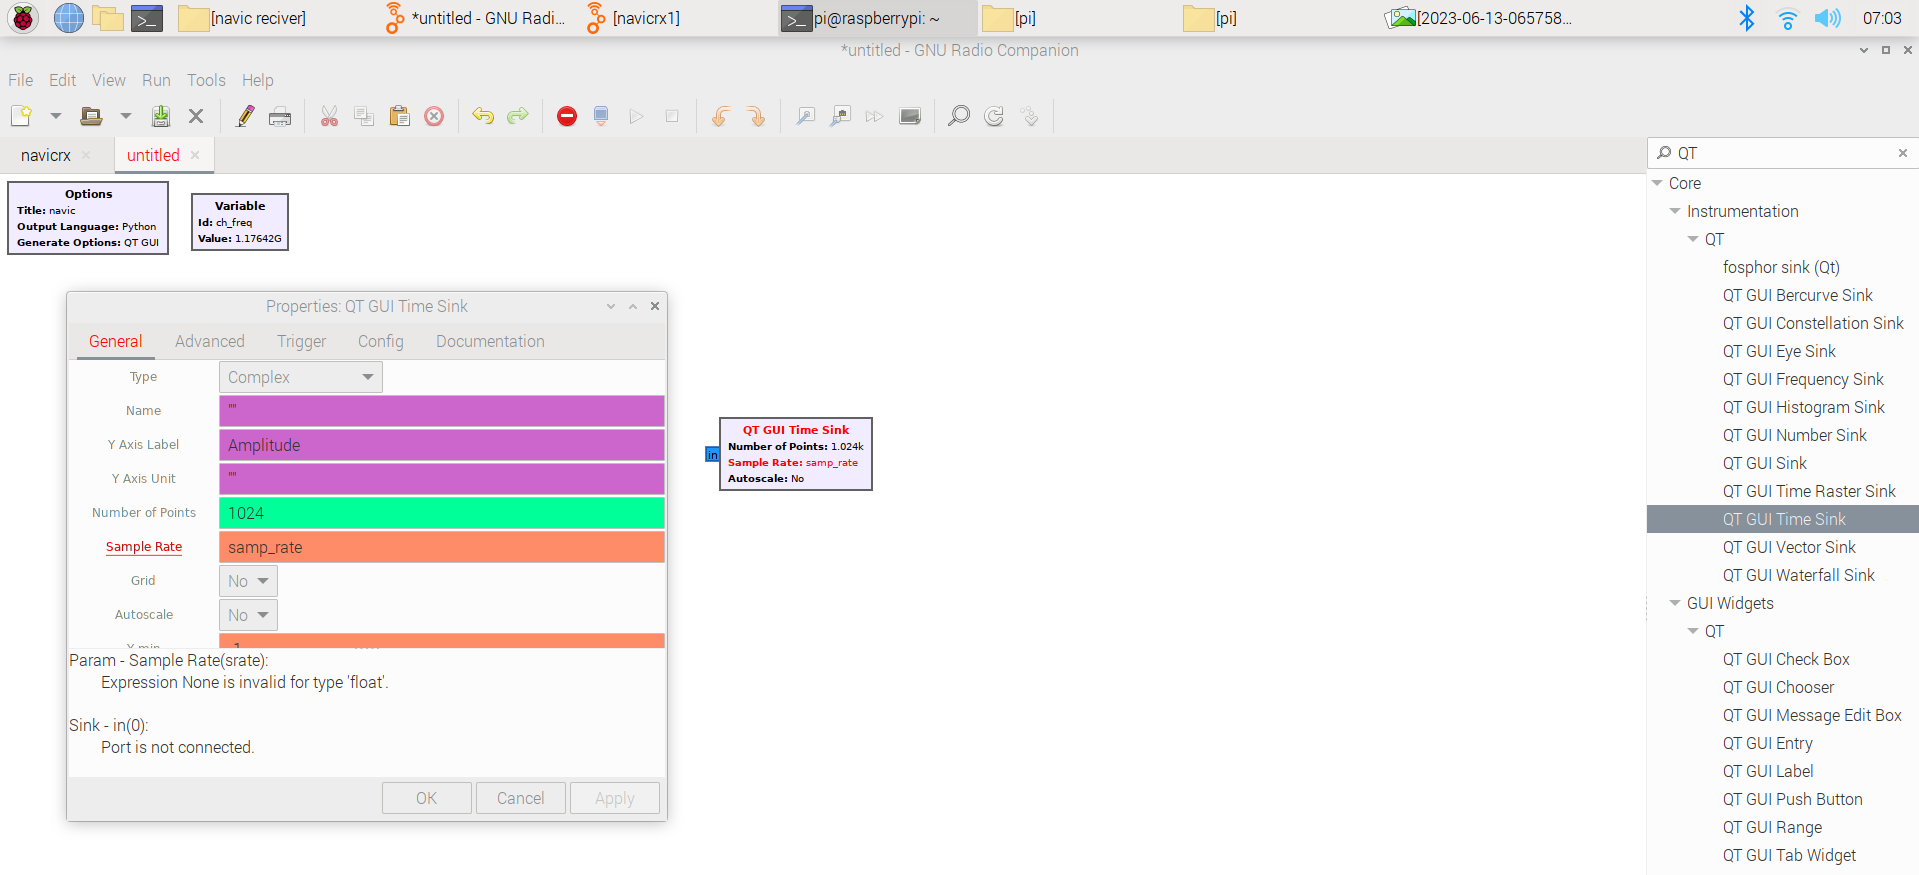 [navic reciver]
*untitled - GNU Radi...
[navicrx1]
pi@raspberrypi: ~
[pi]
[pi]
[2023-06-13-065758...
07:03
*untitled - GNU Radio Companion
File Edit View Run Tools Help
navicrx
untitled
QT
Options
Title: navic
Output Language: Python
Generate Options: QT GUI
Variable
Id: ch_freq
Value: 1.17642G
Properties: QT GUI Time Sink
General Advanced Trigger Config Documentation
Type Complex
Name ""
Y Axis Label Amplitude
Y Axis Unit ""
Number of Points 1024
Sample Rate samp_rate
Grid No
Autoscale No
Param - Sample Rate(srate):
Expression None is invalid for type 'float'.
Sink - in(0):
Port is not connected.
OK Cancel Apply
in
QT GUI Time Sink
Number of Points: 1.024k
Sample Rate: samp_rate
Autoscale: No
Core
Instrumentation
QT
fosphor sink (Qt)
QT GUI Bercurve Sink
QT GUI Constellation Sink
QT GUI Eye Sink
QT GUI Frequency Sink
QT GUI Histogram Sink
QT GUI Number Sink
QT GUI Sink
QT GUI Time Raster Sink
QT GUI Time Sink
QT GUI Vector Sink
QT GUI Waterfall Sink
GUI Widgets
QT
QT GUI Check Box
QT GUI Chooser
QT GUI Message Edit Box
QT GUI Entry
QT GUI Label
QT GUI Push Button
QT GUI Range
QT GUI Tab Widget